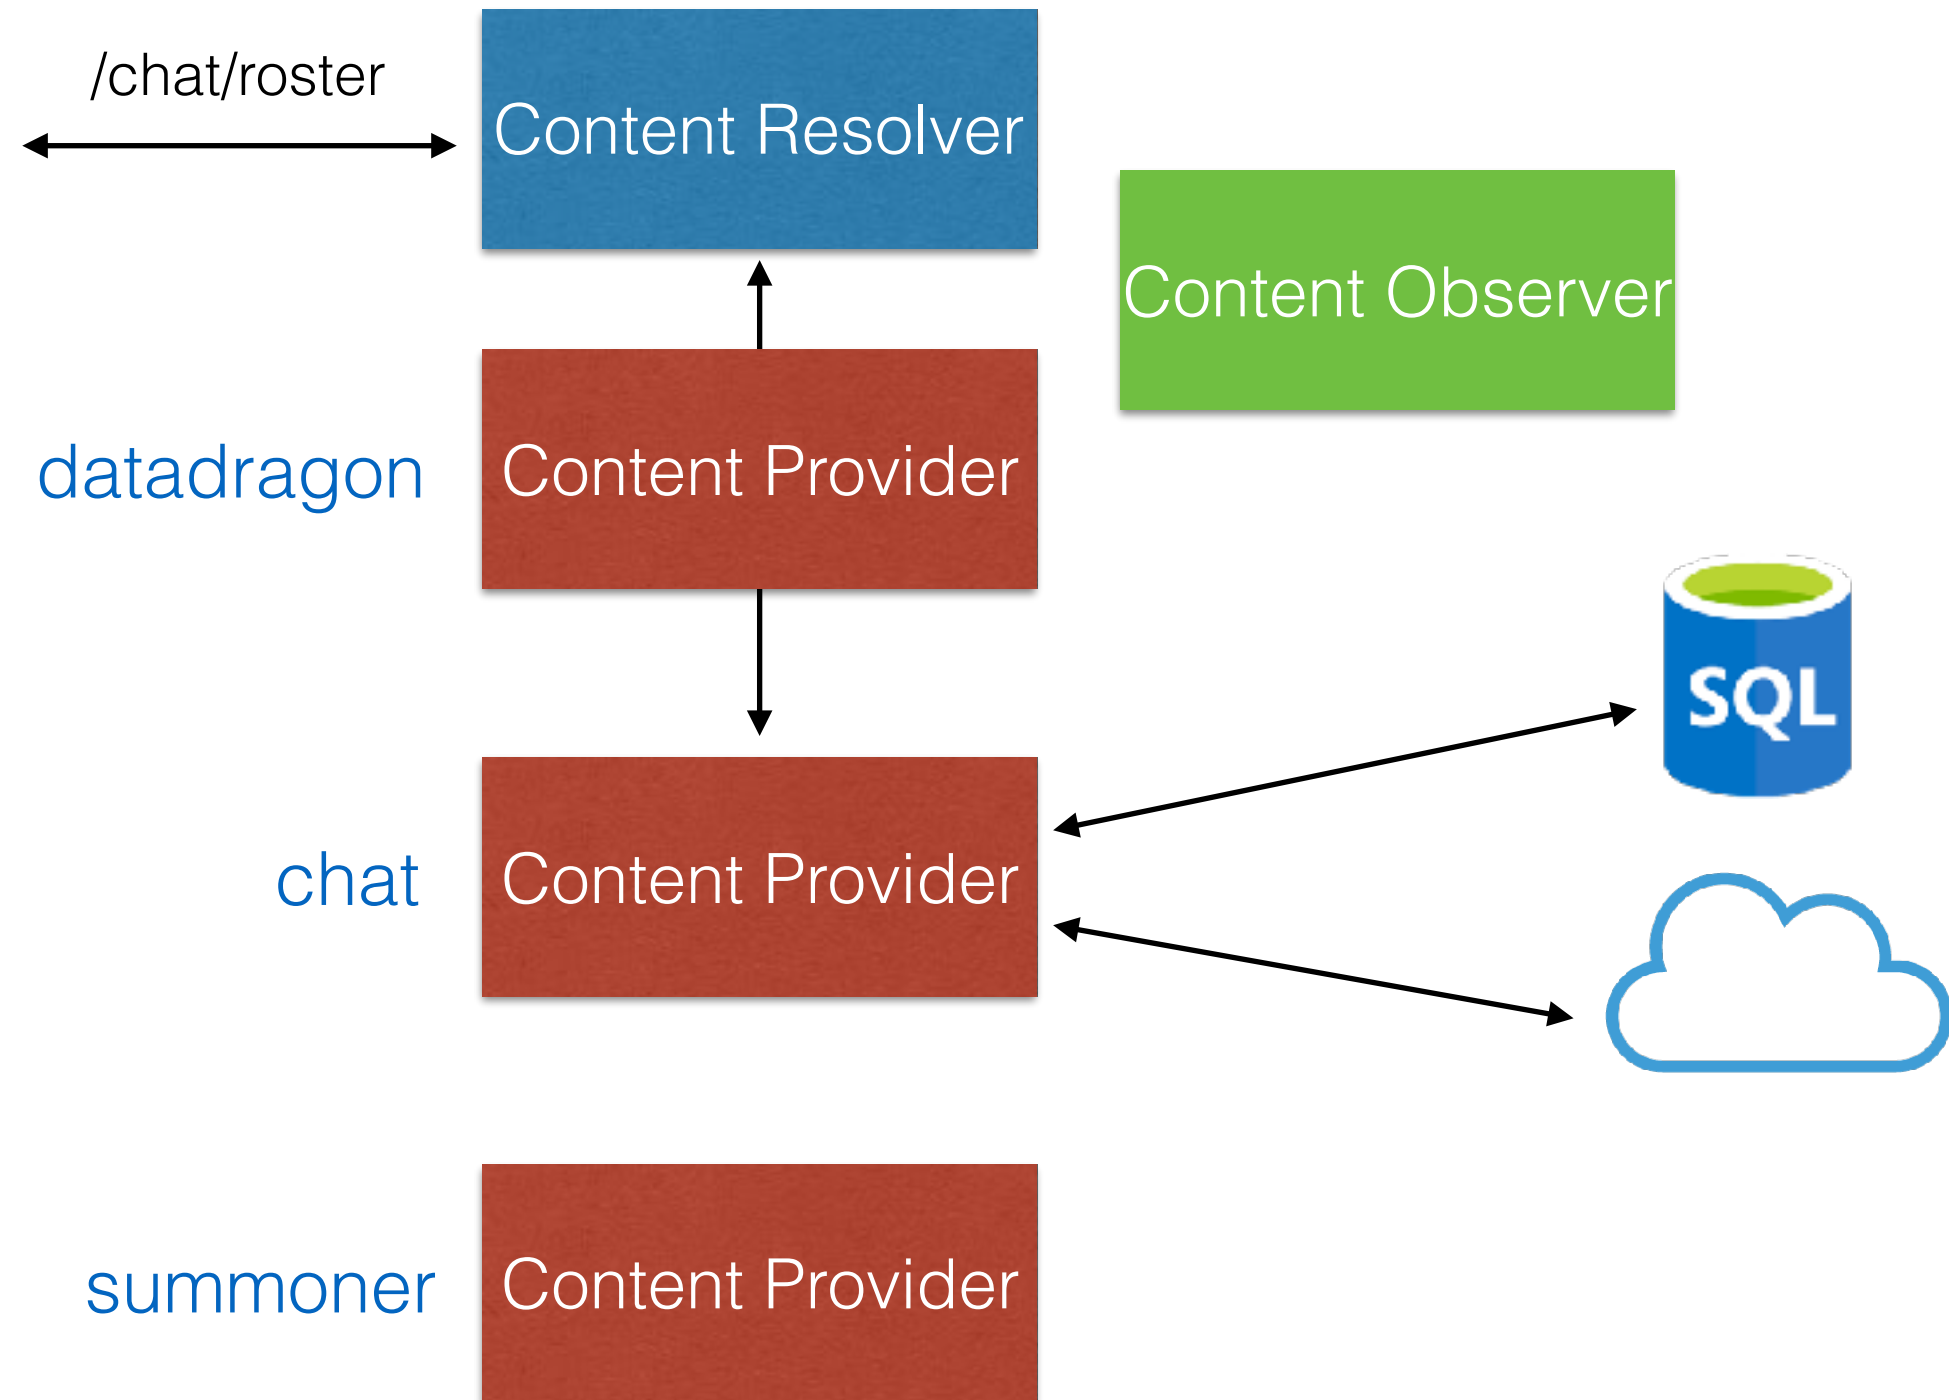 /chat/roster
Content Resolver
Content Observer
datadragon
Content Provider
SQL
chat
Content Provider
summoner
Content Provider